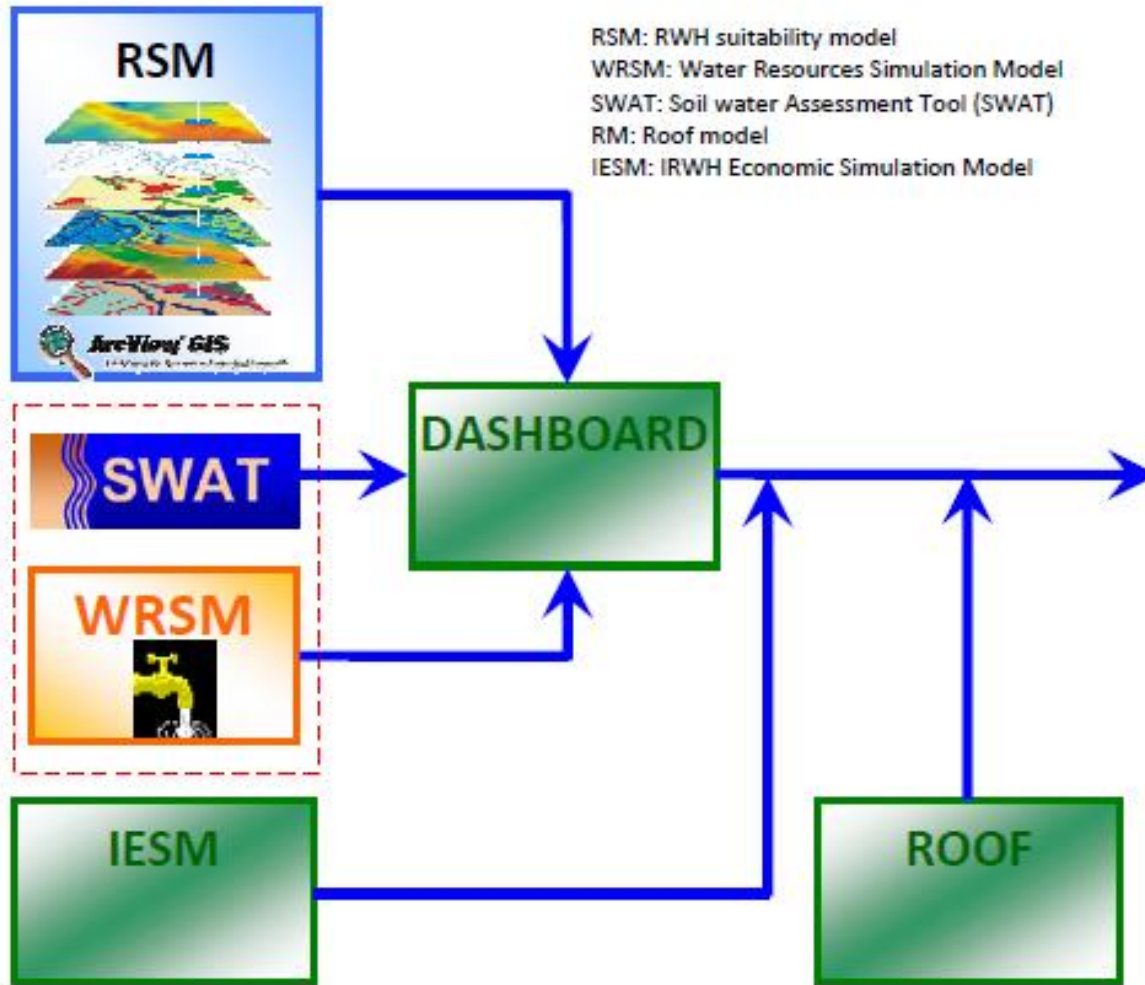 RSM
ArcView GIS
RSM: RWH suitability model
WRSM: Water Resources Simulation Model
SWAT: Soil water Assessment Tool (SWAT)
RM: Roof model
IESM: IRWH Economic Simulation Model
DASHBOARD
SWAT
WRSM
IESM
ROOF